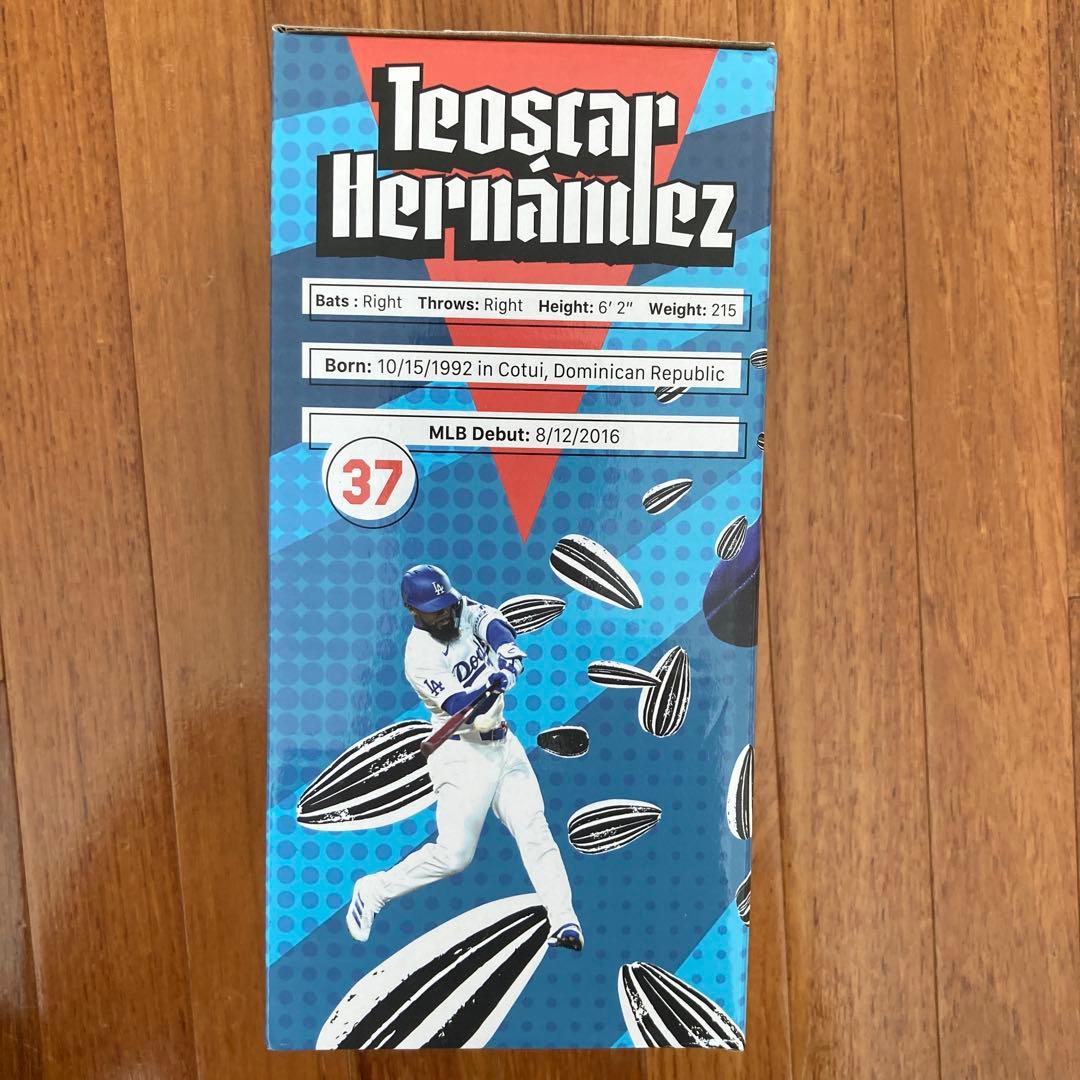 Teoscar
Hernández
Bats : Right Throws: Right Height: 6' 2" Weight: 215
Born: 10/15/1992 in Cotui, Dominican Republic
MLB Debut: 8/12/2016
37
LA
LA